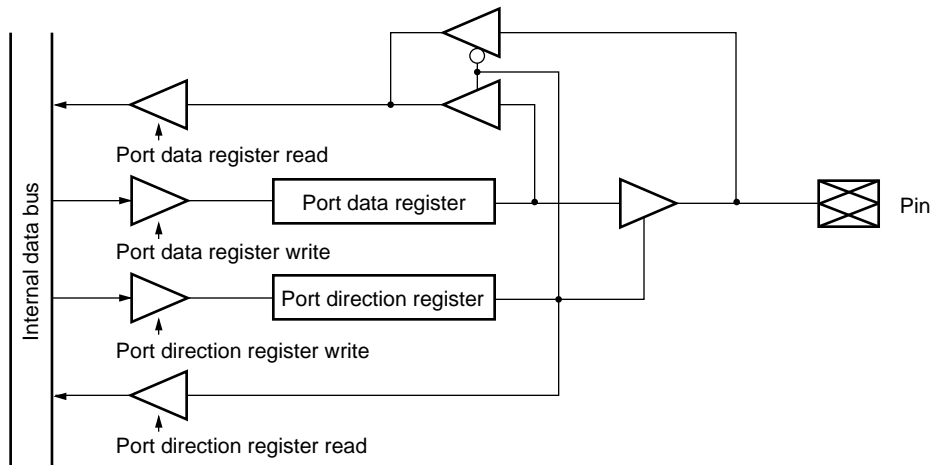 Internal data bus
Port data register read
Port data register
Pin
Port data register write
Port direction register
Port direction register write
Port direction register read